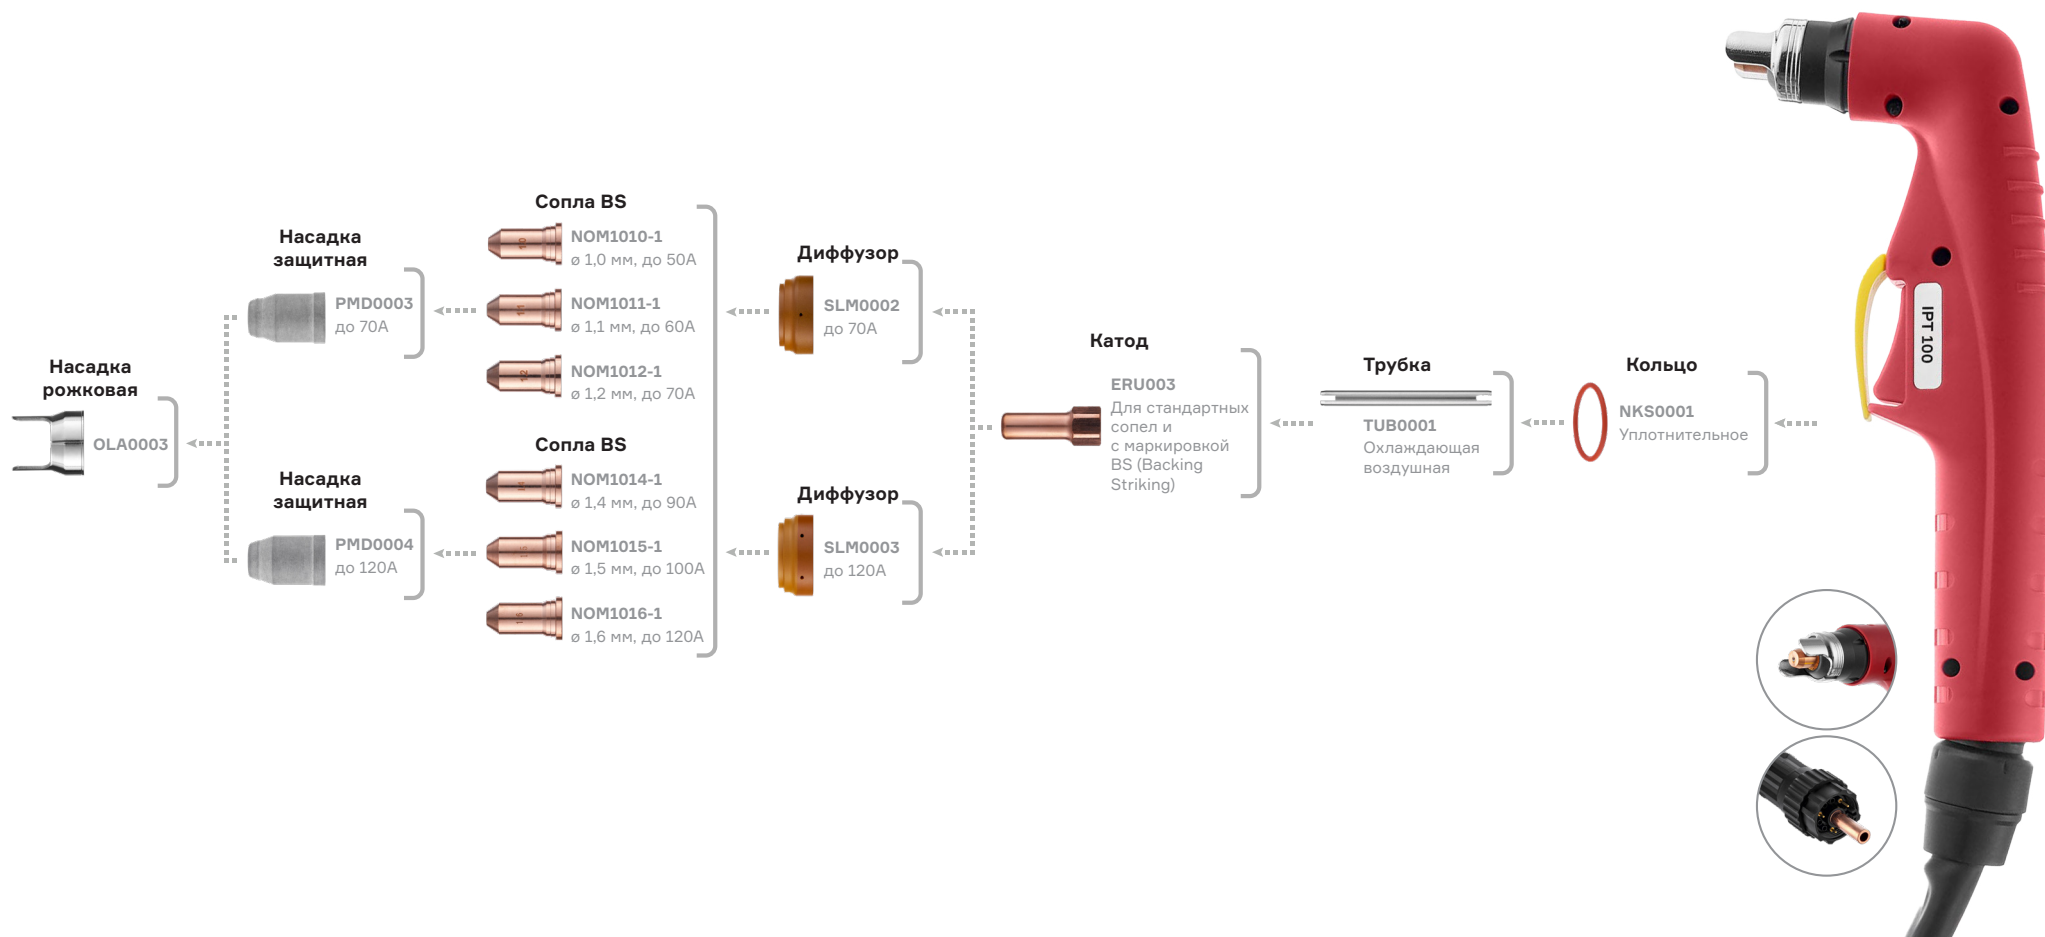 Насадка
рожковая
OLA0003
Насадка
защитная
PMD0003
до 70А
Насадка
защитная
PMD0004
до 120А
Сопла BS
NOM1010-1
ø 1,0 мм, до 50А
NOM1011-1
ø 1,1 мм, до 60А
NOM1012-1
ø 1,2 мм, до 70А
Сопла BS
NOM1014-1
ø 1,4 мм, до 90А
NOM1015-1
ø 1,5 мм, до 100А
NOM1016-1
ø 1,6 мм, до 120А
Диффузор
SLM0002
до 70А
Диффузор
SLM0003
до 120А
Катод
ERU003
Для стандартных
сопел и
с маркировкой
BS (Backing
Striking)
Трубка
TUB0001
Охлаждающая
воздушная
Кольцо
NKS0001
Уплотнительное
IPT 100